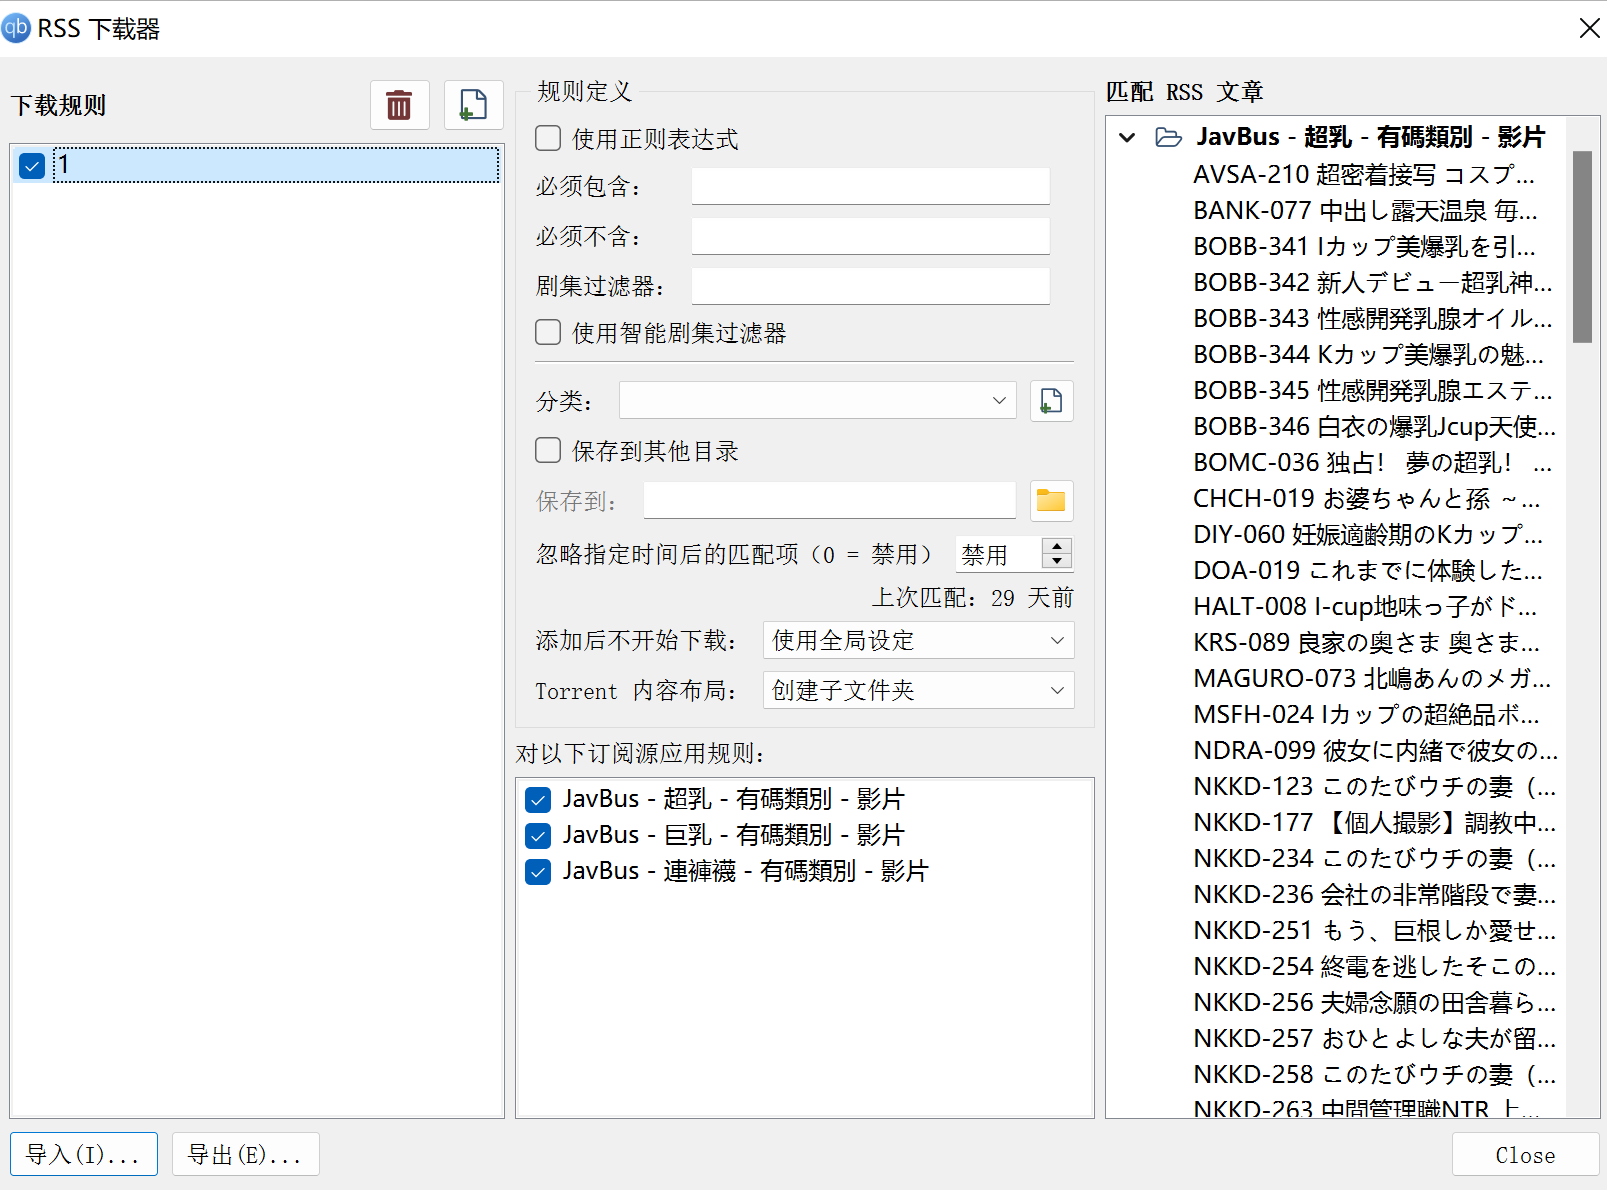 qb RSS 下载器
下载规则
1
规则定义
使用正则表达式
必须包含：
必须不含：
剧集过滤器：
使用智能剧集过滤器
分类：
保存到其他目录
保存到：
忽略指定时间后的匹配项（0 = 禁用） 禁用
上次匹配：29 天前
添加后不开始下载： 使用全局设定
Torrent 内容布局： 创建子文件夹
对以下订阅源应用规则：
JavBus - 超乳 - 有碼類別 - 影片
JavBus - 巨乳 - 有碼類別 - 影片
JavBus - 連褲襪 - 有碼類別 - 影片
匹配 RSS 文章
JavBus - 超乳 - 有碼類別 - 影片
AVSA-210 超密着接写 コスプ...
BANK-077 中出し露天温泉 毎...
BOBB-341 Iカップ美爆乳を引...
BOBB-342 新人デビュー超乳神...
BOBB-343 性感開発乳腺オイル...
BOBB-344 Kカップ美爆乳の魅...
BOBB-345 性感開発乳腺エステ...
BOBB-346 白衣の爆乳Jcup天使...
BOMC-036 独占！ 夢の超乳！ ...
CHCH-019 お婆ちゃんと孫 ~...
DIY-060 妊娠適齢期のKカップ...
DOA-019 これまでに体験した...
HALT-008 I-cup地味っ子がド...
KRS-089 良家の奥さま 奥さま...
MAGURO-073 北嶋あんのメガ...
MSFH-024 Iカップの超絶品ボ...
NDRA-099 彼女に内緒で彼女の...
NKKD-123 このたびウチの妻（...
NKKD-177 【個人撮影】調教中...
NKKD-234 このたびウチの妻（...
NKKD-236 会社の非常階段で妻...
NKKD-251 もう、巨根しか愛せ...
NKKD-254 終電を逃したそこの...
NKKD-256 夫婦念願の田舎暮ら...
NKKD-257 おひとよしな夫が留...
NKKD-258 このたびウチの妻（...
NKKD-263 中間管理職NTR 上...
导入(I)...
导出(E)...
Close